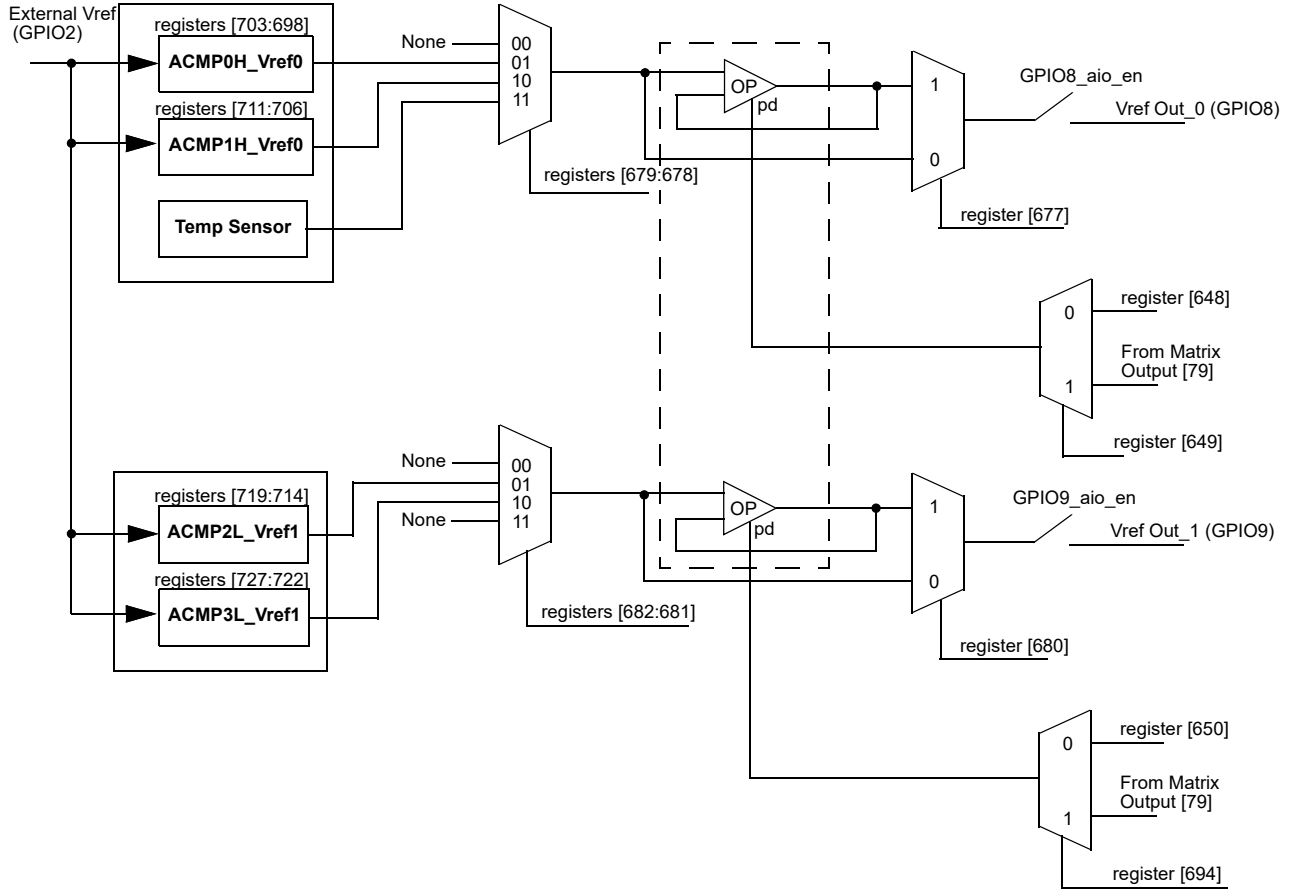 External Vref
(GPIO2)
registers [703:698]
ACMP0H_Vref0
registers [711:706]
ACMP1H_Vref0
Temp Sensor
None
00
01
10
11
registers [679:678]
OP
pd
1
0
register [677]
GPIO8_aio_en
Vref Out_0 (GPIO8)
0
1
register [648]
From Matrix
Output [79]
register [649]
registers [719:714]
ACMP2L_Vref1
registers [727:722]
ACMP3L_Vref1
None
None
00
01
10
11
registers [682:681]
OP
pd
1
0
register [680]
GPIO9_aio_en
Vref Out_1 (GPIO9)
0
1
register [650]
From Matrix
Output [79]
register [694]